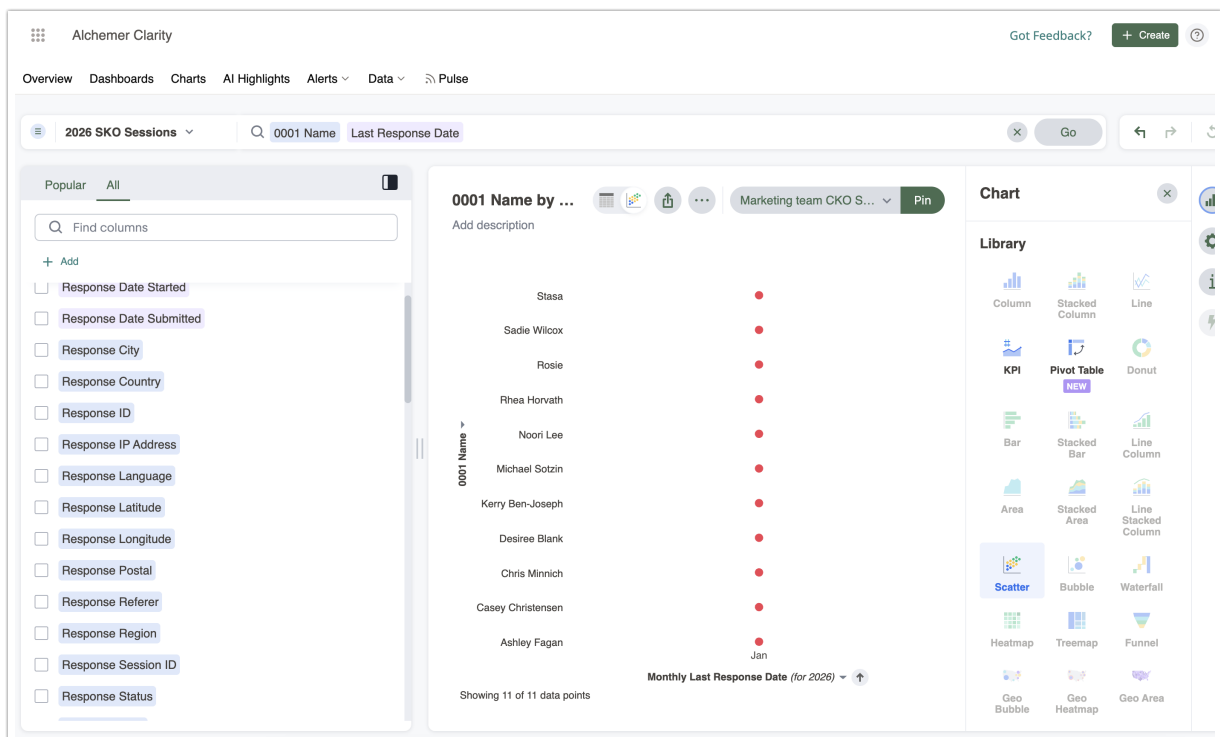 Alchemer Clarity
Got Feedback?
+ Create
?
Overview Dashboards Charts AI Highlights Alerts Data Pulse
2026 SKO Sessions
0001 Name Last Response Date
Go
Popular All
Find columns
+ Add
Response Date Started
Response Date Submitted
Response City
Response Country
Response ID
Response IP Address
Response Language
Response Latitude
Response Longitude
Response Postal
Response Referer
Response Region
Response Session ID
Response Status
0001 Name by ...
Marketing team CKO S...
Pin
Add description
0001 Name
Stasa
Sadie Wilcox
Rosie
Rhea Horvath
Noori Lee
Michael Sotzin
Kerry Ben-Joseph
Desiree Blank
Chris Minnich
Casey Christensen
Ashley Fagan
Jan
Monthly Last Response Date (for 2026)
Showing 11 of 11 data points
Chart
Library
Column
Stacked
Column
Line
KPI
Pivot Table
NEW
Donut
Bar
Stacked
Bar
Line
Column
Area
Stacked
Area
Line
Stacked
Column
Scatter
Bubble
Waterfall
Heatmap
Treemap
Funnel
Geo
Bubble
Geo
Heatmap
Geo Area